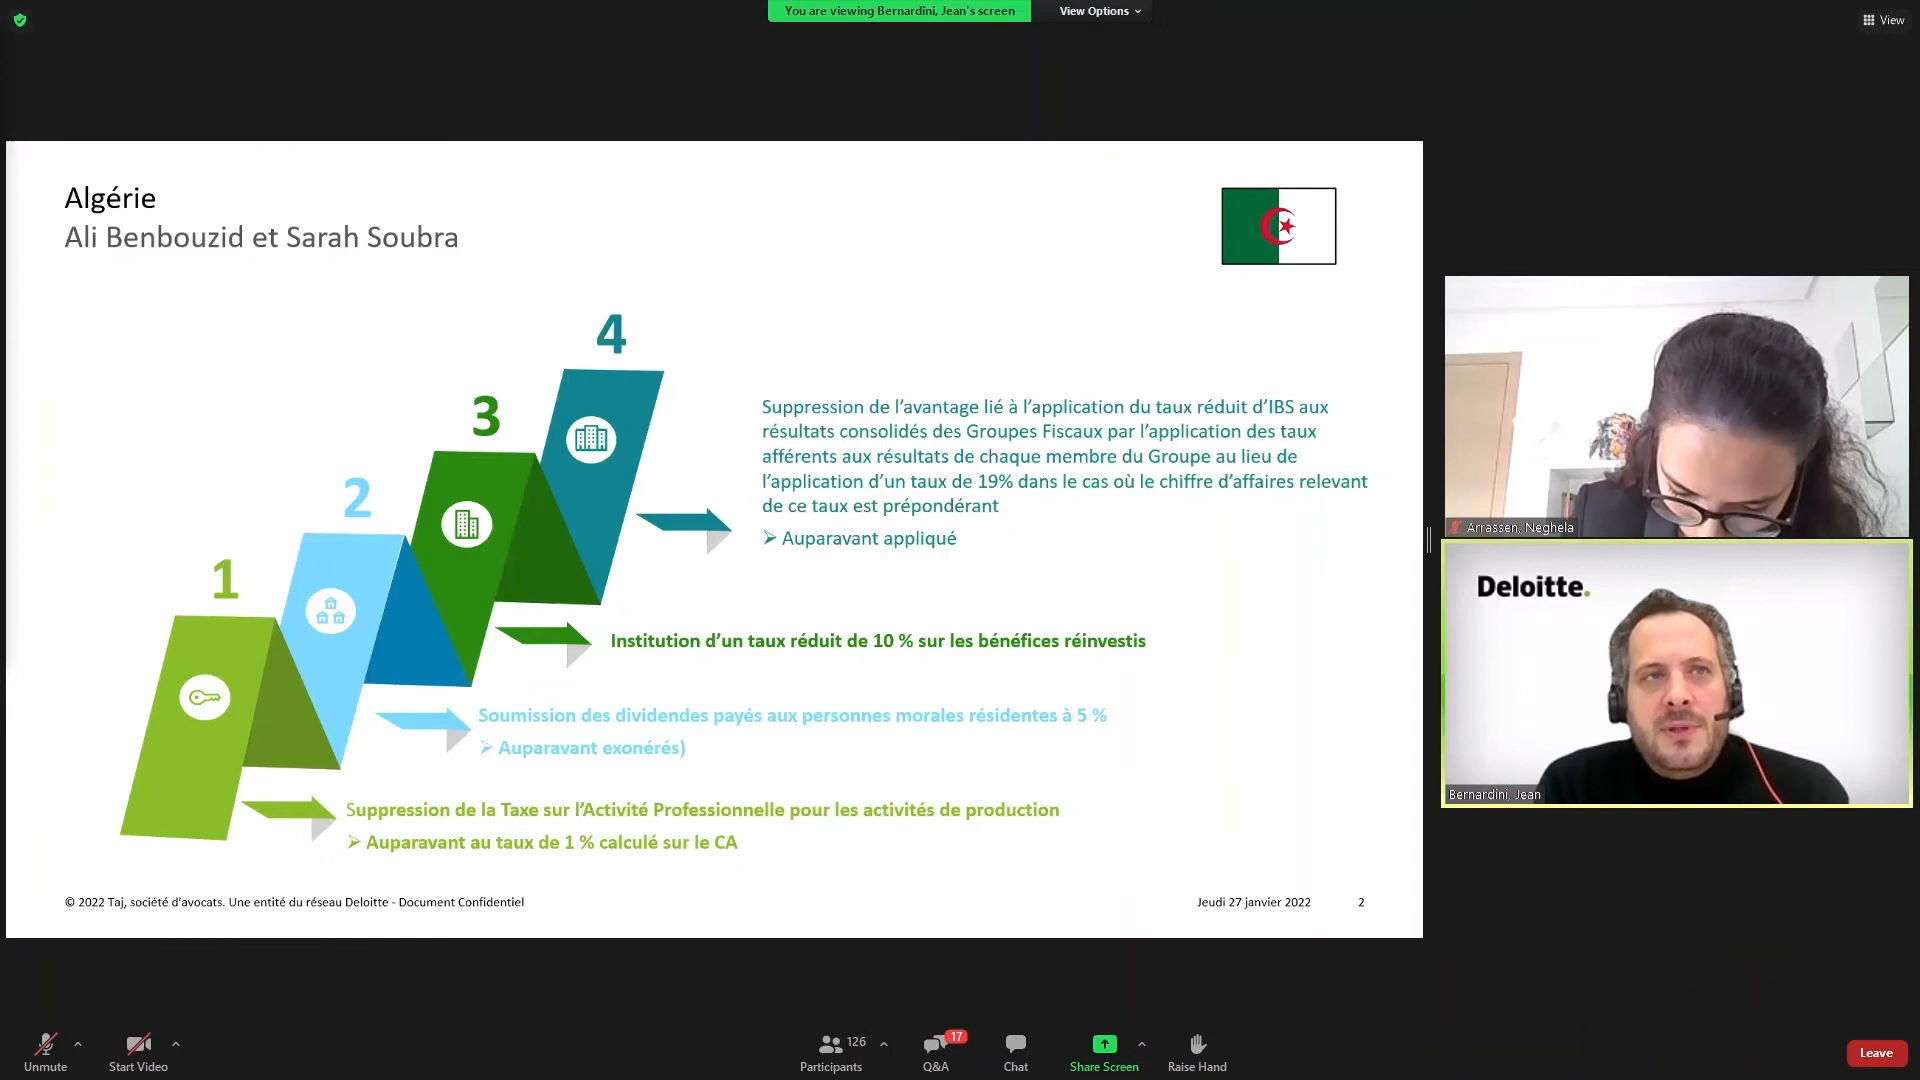 You are viewing Bernardini, Jean's screen
View Options
View
Algérie
Ali Benbouzid et Sarah Soubra
4
3
2
1
Suppression de l’avantage lié à l’application du taux réduit d’IBS aux
résultats consolidés des Groupes Fiscaux par l’application des taux
afférents aux résultats de chaque membre du Groupe au lieu de
l’application d’un taux de 19% dans le cas où le chiffre d’affaires relevant
de ce taux est prépondérant
➢ Auparavant appliqué
Institution d’un taux réduit de 10 % sur les bénéfices réinvestis
Soumission des dividendes payés aux personnes morales résidentes à 5 %
➢ Auparavant exonérés)
Suppression de la Taxe sur l’Activité Professionnelle pour les activités de production
➢ Auparavant au taux de 1 % calculé sur le CA
© 2022 Taj, société d'avocats. Une entité du réseau Deloitte - Document Confidentiel
Jeudi 27 janvier 2022
2
Arrassen, Neghela
Deloitte.
Bernardini, Jean
Unmute
Start Video
126
Participants
17
Q&A
Chat
Share Screen
Raise Hand
Leave